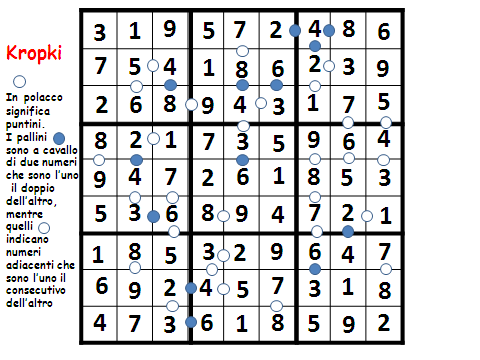 Kropki
In polacco
significa
puntini.
I pallini
sono a cavallo
di due numeri
che sono l'uno
il doppio
dell'altro,
mentre
quelli
indicano
numeri
adiacenti che
sono l'uno il
consecutivo
dell'altro
3 1 9 5 7 2 4 8 6
7 5 4 1 8 6 2 3 9
2 6 8 9 4 3 1 7 5
8 2 1 7 3 5 9 6 4
9 4 7 2 6 1 8 5 3
5 3 6 8 9 4 7 2 1
1 8 5 3 2 9 6 4 7
6 9 2 4 5 7 3 1 8
4 7 3 6 1 8 5 9 2